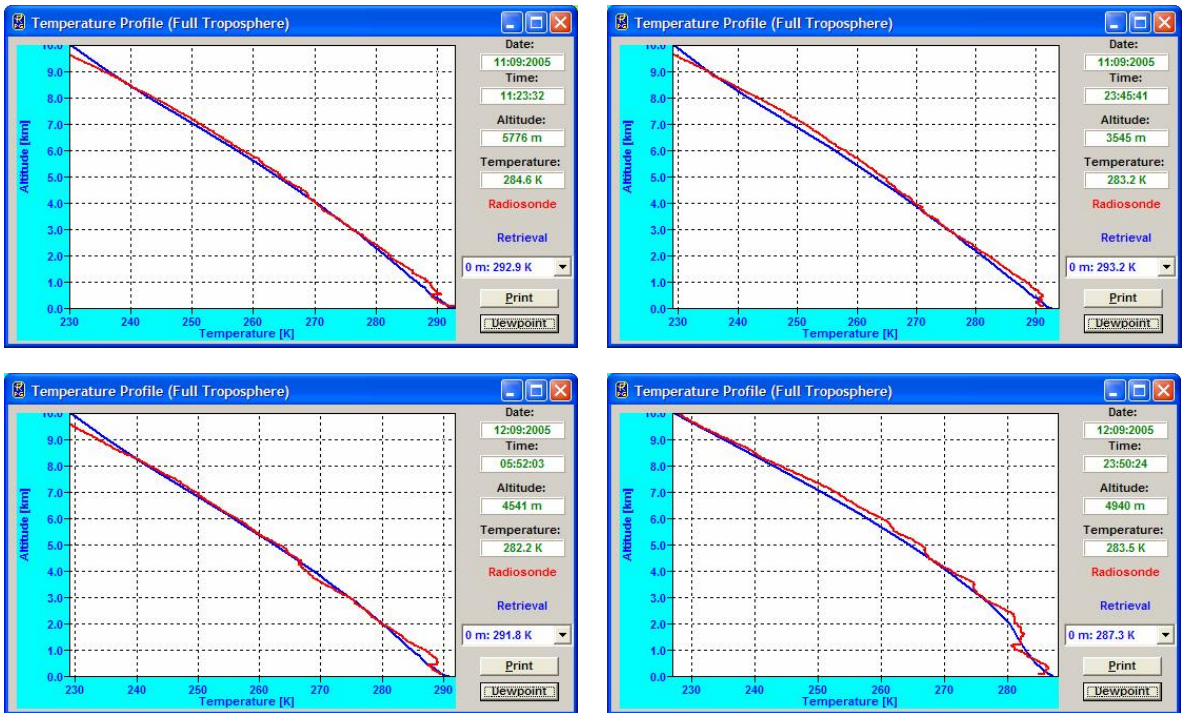 Temperature Profile (Full Troposphere)
Date:
11:09:2005
Time:
11:23:32
Altitude:
5776 m
Temperature:
284.6 K
Radiosonde
Retrieval
0 m: 292.9 K
Print
Dewpoint
Altitude [km]
10.0
9.0
8.0
7.0
6.0
5.0
4.0
3.0
2.0
1.0
0.0
230 240 250 260 270 280 290
Temperature [K]
Temperature Profile (Full Troposphere)
Date:
11:09:2005
Time:
23:45:41
Altitude:
3545 m
Temperature:
283.2 K
Radiosonde
Retrieval
0 m: 293.2 K
Print
Dewpoint
Altitude [km]
10.0
9.0
8.0
7.0
6.0
5.0
4.0
3.0
2.0
1.0
0.0
230 240 250 260 270 280 290
Temperature [K]
Temperature Profile (Full Troposphere)
Date:
12:09:2005
Time:
05:52:03
Altitude:
4541 m
Temperature:
282.2 K
Radiosonde
Retrieval
0 m: 291.8 K
Print
Dewpoint
Altitude [km]
10.0
9.0
8.0
7.0
6.0
5.0
4.0
3.0
2.0
1.0
0.0
230 240 250 260 270 280 290
Temperature [K]
Temperature Profile (Full Troposphere)
Date:
12:09:2005
Time:
23:50:24
Altitude:
4940 m
Temperature:
283.5 K
Radiosonde
Retrieval
0 m: 287.3 K
Print
Dewpoint
Altitude [km]
10.0
9.0
8.0
7.0
6.0
5.0
4.0
3.0
2.0
1.0
0.0
230 240 250 260 270 280
Temperature [K]